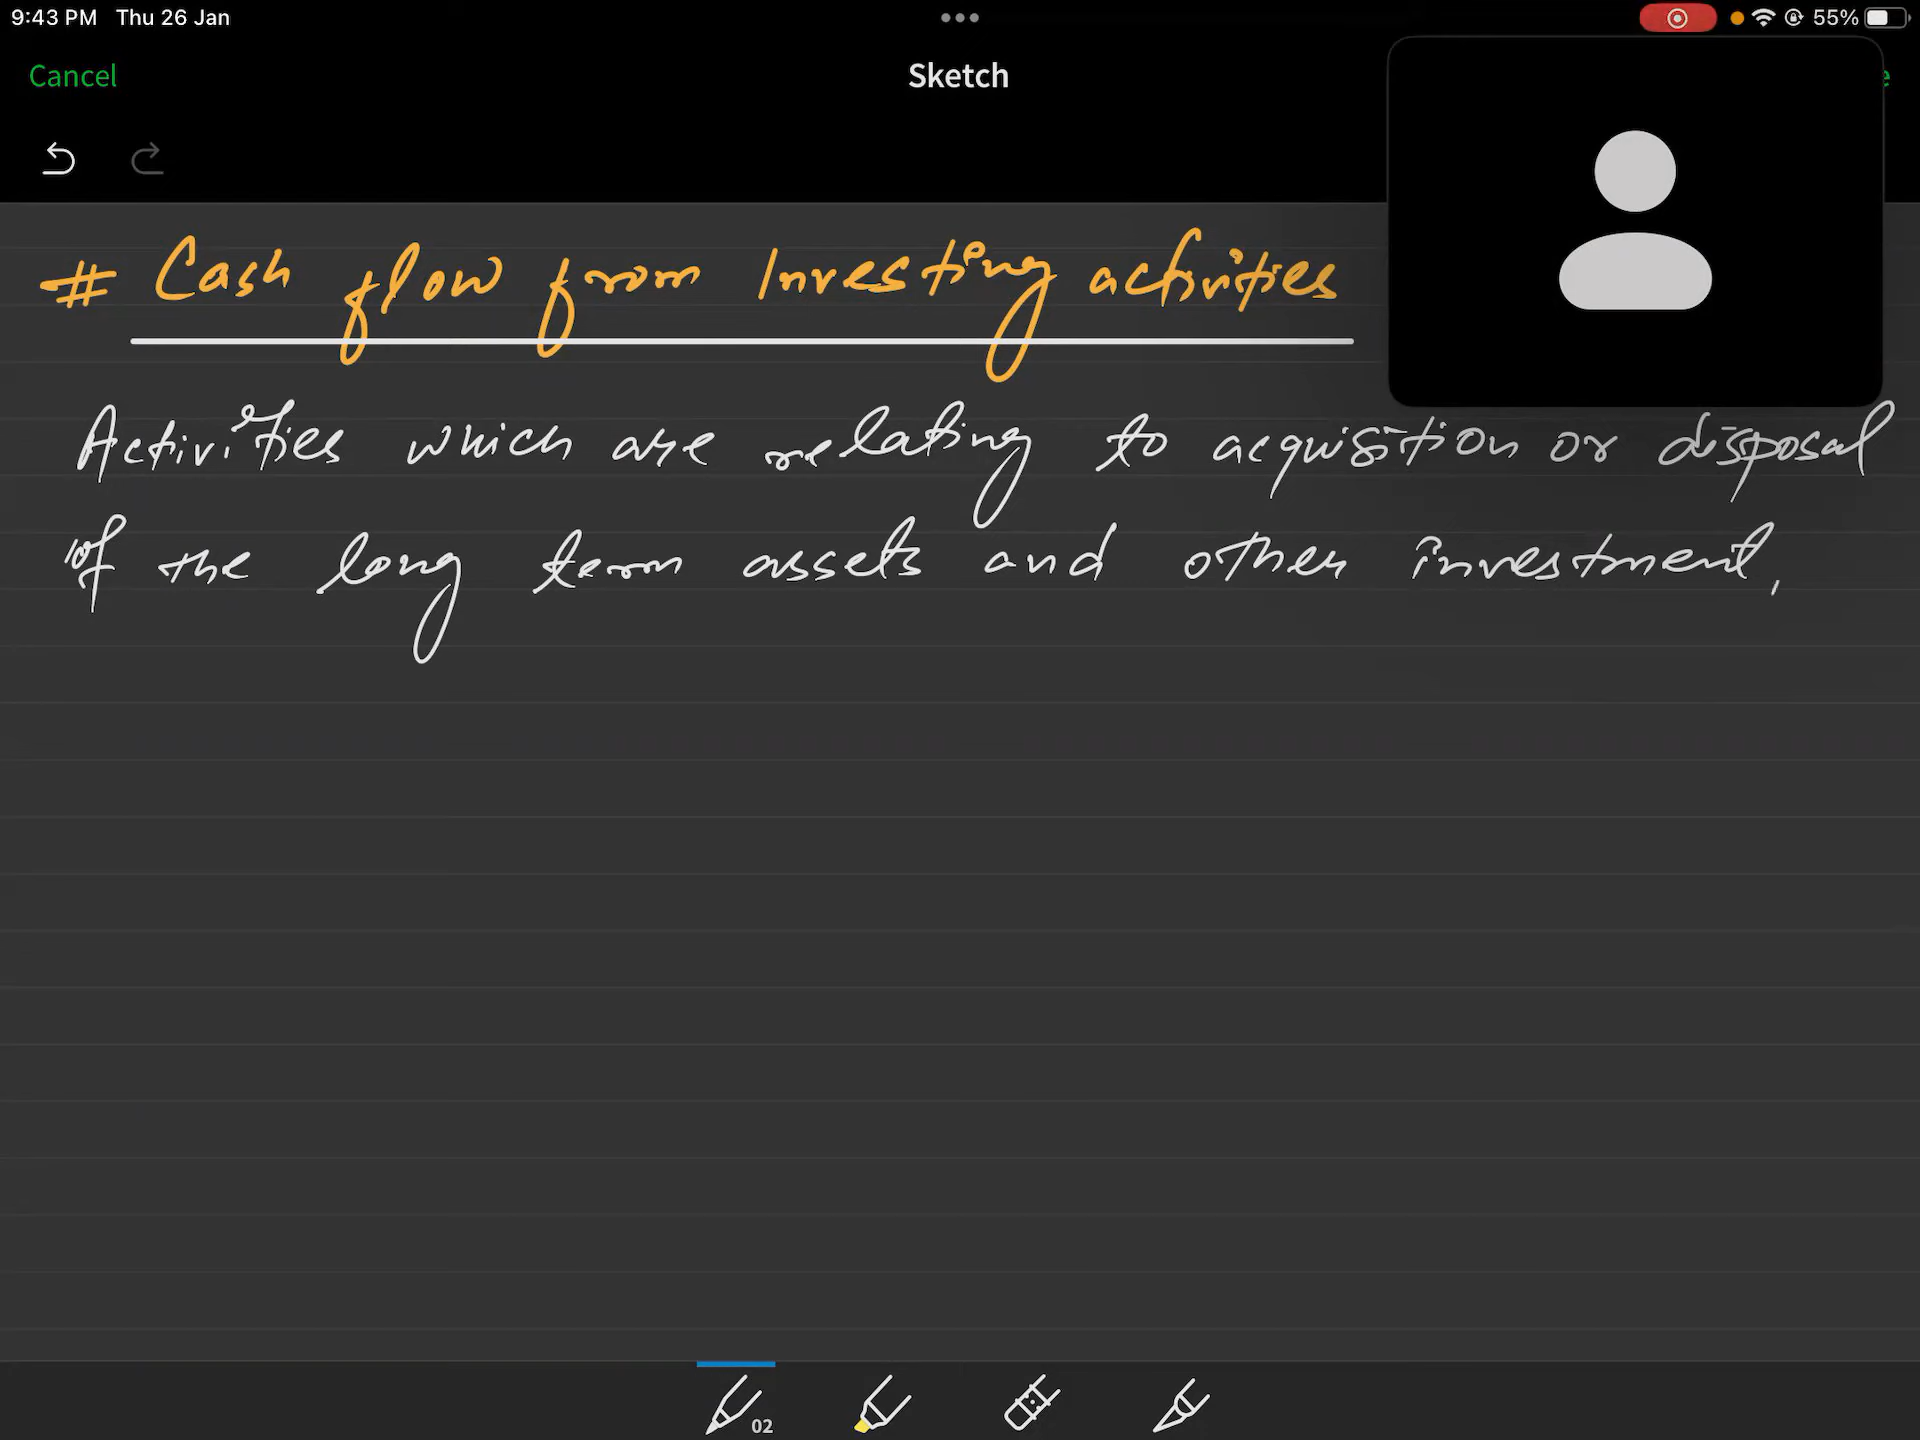 9:43 PM Thu 26 Jan 55%
Cancel Sketch e
# Cash flow from Investing activities
Activities which are relating to acquisition or disposal
of the long term assets and other investment,
02